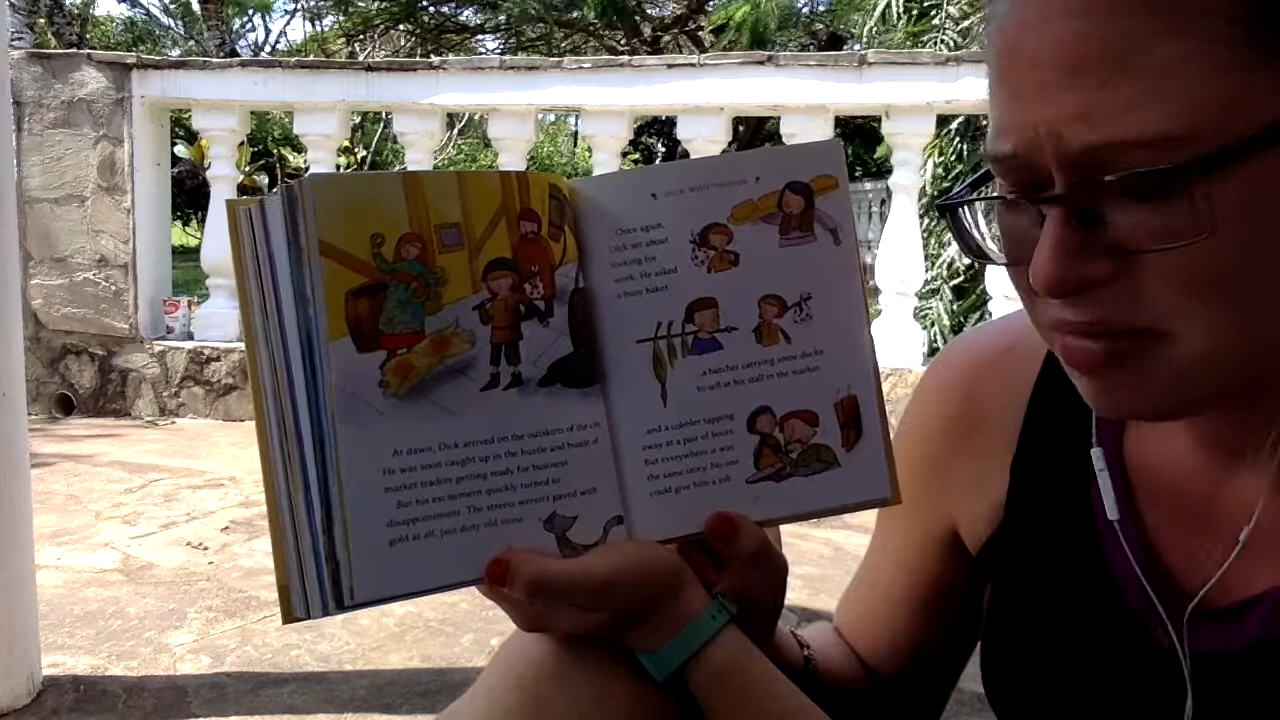 At dawn, Dick arrived on the outskirts of the city.
He was soon caught up in the hustle and bustle of
market traders getting ready for business.
But his excitement quickly turned to
disappointment. The streets weren't paved with
gold at all, just dirty old stone.
DICK WHITTINGTON
Once again,
Dick set about
looking for
work. He asked
a busy baker...
...a butcher carrying some ducks
to sell at his stall in the market...
...and a cobbler tapping
away at a pair of boots.
But everywhere it was
the same story. No one
could give him a job.